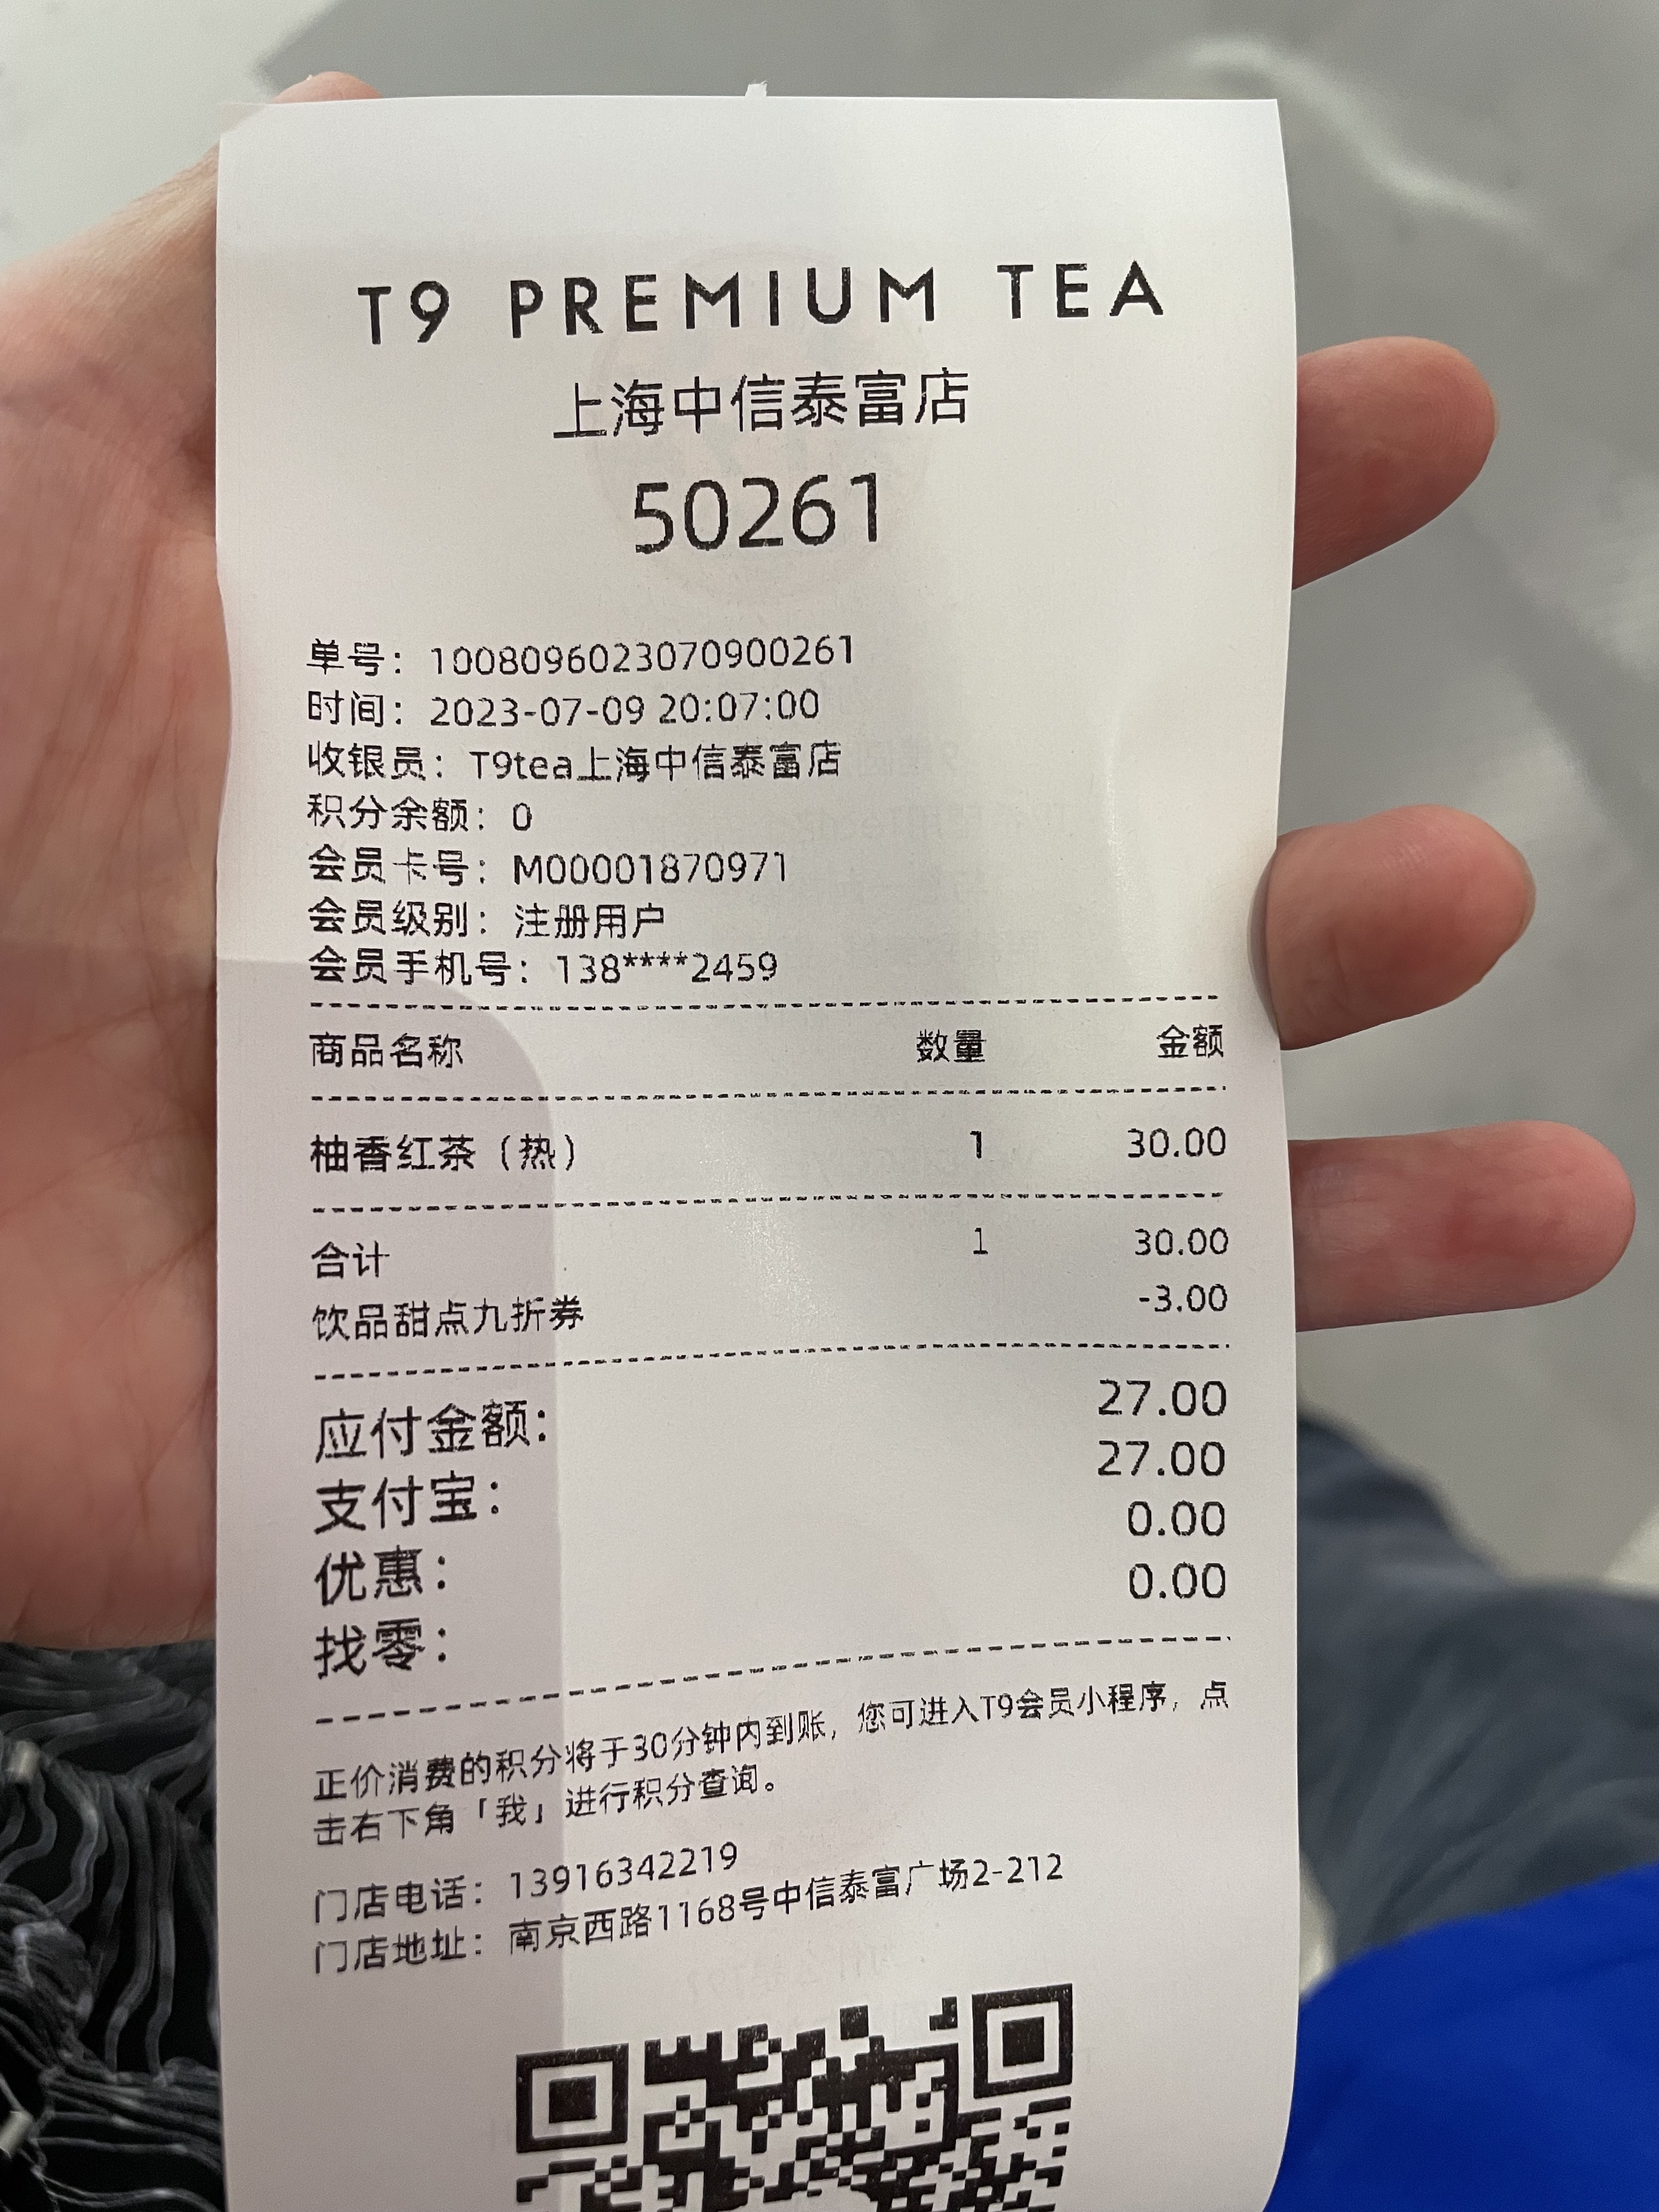 T9 PREMIUM TEA
上海中信泰富店
50261
单号：1008096023070900261
时间：2023-07-09 20:07:00
收银员：T9tea上海中信泰富店
积分余额：0
会员卡号：M00001870971
会员级别：注册用户
会员手机号：138****2459
商品名称 数量 金额
柚香红茶（热） 1 30.00
合计 1 30.00
饮品甜点九折券 -3.00
应付金额： 27.00
支付宝： 27.00
优惠： 0.00
找零： 0.00
正价消费的积分将于30分钟内到账，您可进入T9会员小程序，点
击右下角「我」进行积分查询。
门店电话：13916342219
门店地址：南京西路1168号中信泰富广场2-212